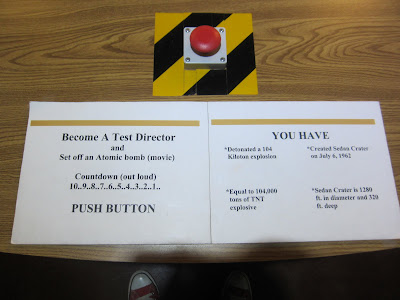 Become A Test Director
and
Set off an Atomic bomb (movie)
Countdown (out loud)
10..9...8..7..6..5..4..3..2..1..
PUSH BUTTON
YOU HAVE
*Detonated a 104
Kiloton explosion
*Created Sedan Crater
on July 6, 1962
*Equal to 104,000
tons of TNT
explosive
*Sedan Crater is 1280
ft. in diameter and 320
ft. deep